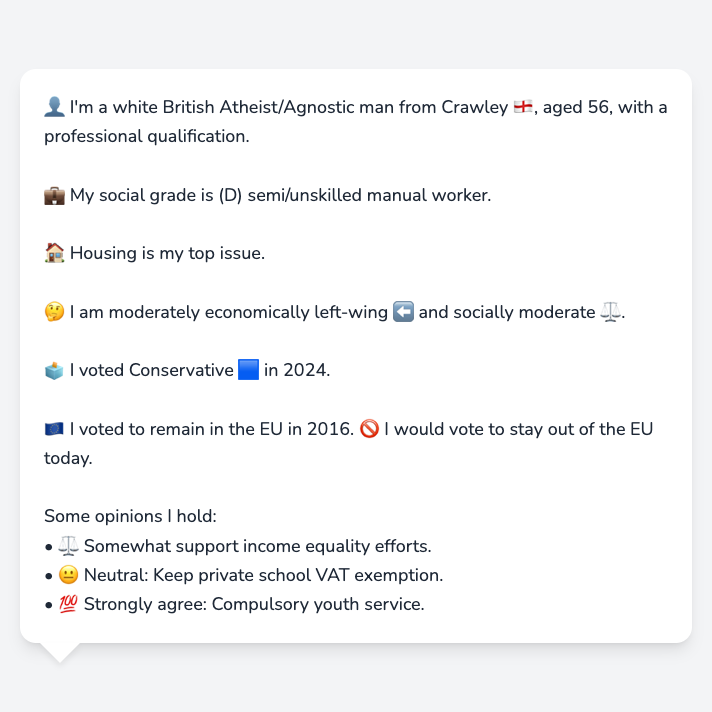 👤 I'm a white British Atheist/Agnostic man from Crawley 🏴󠁧󠁢󠁥󠁮󠁧󠁿, aged 56, with a
professional qualification.
💼 My social grade is (D) semi/unskilled manual worker.
🏠 Housing is my top issue.
🤔 I am moderately economically left-wing ⬅️ and socially moderate ⚖️.
🗳️ I voted Conservative 🟦 in 2024.
🇪🇺 I voted to remain in the EU in 2016. 🚫 I would vote to stay out of the EU
today.
Some opinions I hold:
• ⚖️ Somewhat support income equality efforts.
• 😐 Neutral: Keep private school VAT exemption.
• 💯 Strongly agree: Compulsory youth service.